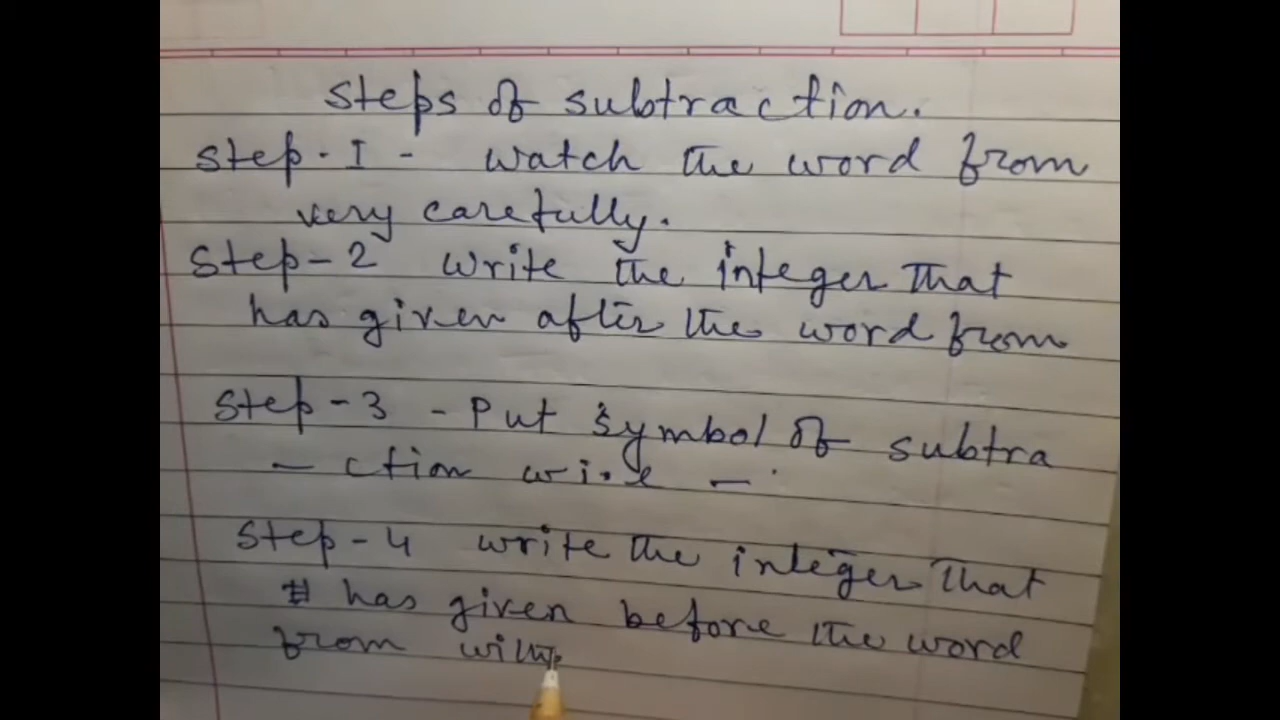 Steps of subtraction.
Step-I - Watch the word from
very carefully.
Step-2 Write the integer that
has given after the word from
Step-3 - Put symbol of subtra
- ction wi.e -
Step-4 write the integer that
has given before the word
from